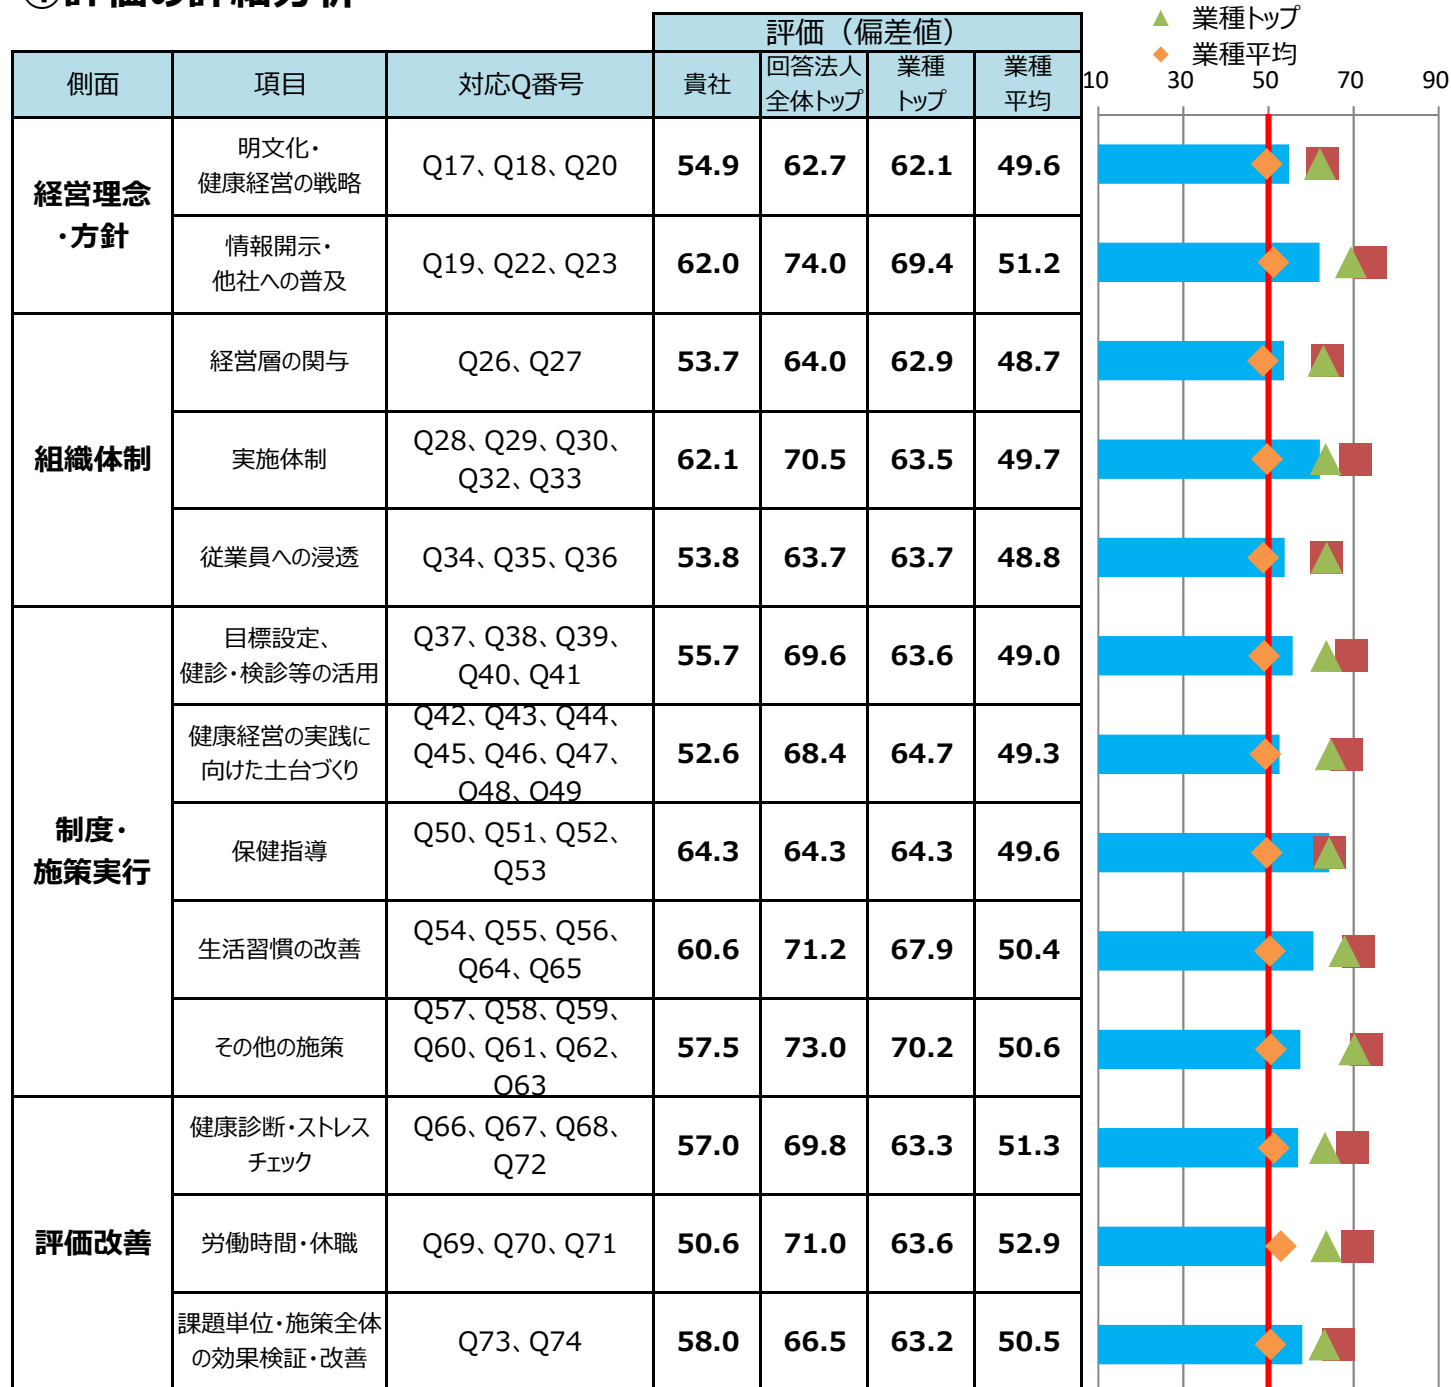 ①評価の詳細分析
業種トップ
業種平均
評価（偏差値）
側面 項目 対応Q番号 貴社 回答法人 業種 業種
全体トップ トップ 平均
10 30 50 70 90
経営理念
・方針
明文化・
健康経営の戦略
Q17、Q18、Q20 54.9 62.7 62.1 49.6
情報開示・
他社への普及
Q19、Q22、Q23 62.0 74.0 69.4 51.2
組織体制
経営層の関与 Q26、Q27 53.7 64.0 62.9 48.7
実施体制
Q28、Q29、Q30、
Q32、Q33
62.1 70.5 63.5 49.7
従業員への浸透 Q34、Q35、Q36 53.8 63.7 63.7 48.8
制度・
施策実行
目標設定、
健診・検診等の活用
Q37、Q38、Q39、
Q40、Q41
55.7 69.6 63.6 49.0
健康経営の実践に
向けた土台づくり
Q42、Q43、Q44、
Q45、Q46、Q47、
Q48、Q49
52.6 68.4 64.7 49.3
保健指導
Q50、Q51、Q52、
Q53
64.3 64.3 64.3 49.6
生活習慣の改善
Q54、Q55、Q56、
Q64、Q65
60.6 71.2 67.9 50.4
その他の施策
Q57、Q58、Q59、
Q60、Q61、Q62、
Q63
57.5 73.0 70.2 50.6
評価改善
健康診断・ストレス
チェック
Q66、Q67、Q68、
Q72
57.0 69.8 63.3 51.3
労働時間・休職 Q69、Q70、Q71 50.6 71.0 63.6 52.9
課題単位・施策全体
の効果検証・改善
Q73、Q74 58.0 66.5 63.2 50.5